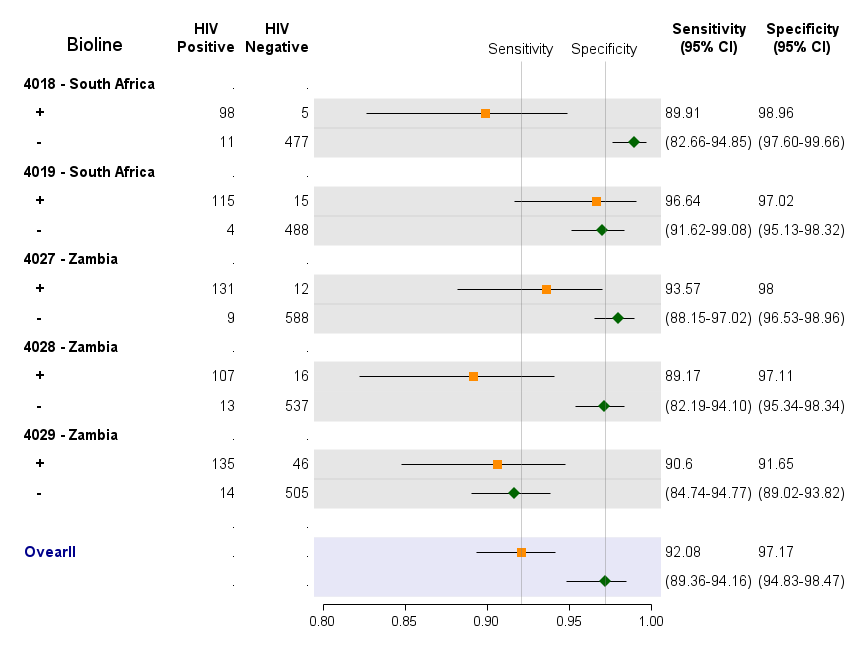 Bioline HIV Positive HIV Negative Sensitivity Specificity Sensitivity (95% CI) Specificity (95% CI)
4018 - South Africa . .
+ 98 5 89.91 98.96
- 11 477 (82.66-94.85) (97.60-99.66)
4019 - South Africa . .
+ 115 15 96.64 97.02
- 4 488 (91.62-99.08) (95.13-98.32)
4027 - Zambia . .
+ 131 12 93.57 98
- 9 588 (88.15-97.02) (96.53-98.96)
4028 - Zambia . .
+ 107 16 89.17 97.11
- 13 537 (82.19-94.10) (95.34-98.34)
4029 - Zambia . .
+ 135 46 90.6 91.65
- 14 505 (84.74-94.77) (89.02-93.82)
. .
Ovearll . . 92.08 97.17
. . (89.36-94.16) (94.83-98.47)
0.80 0.85 0.90 0.95 1.00